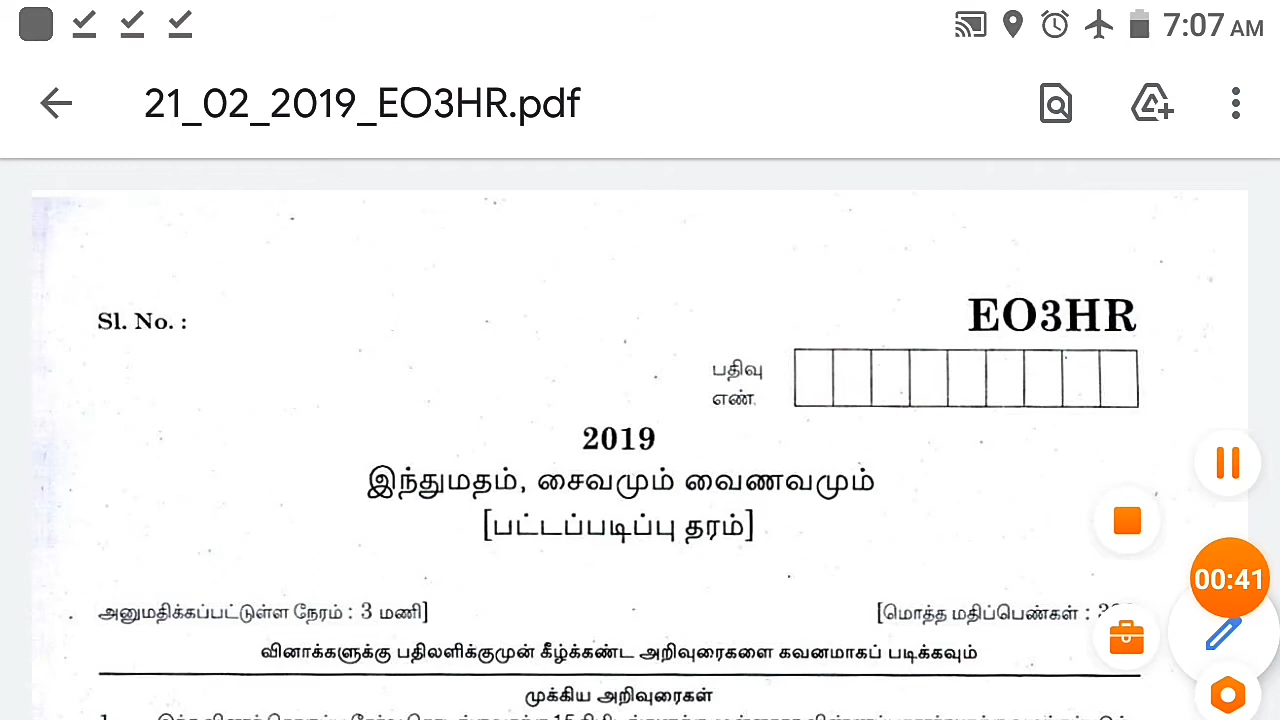 7:07 AM
21_02_2019_EO3HR.pdf
Sl. No. :
EO3HR
பதிவு
எண்.
2019
இந்துமதம், சைவமும் வைணவமும்
[பட்டப்படிப்பு தரம்]
அனுமதிக்கப்பட்டுள்ள நேரம் : 3 மணி]
[மொத்த மதிப்பெண்கள் :
வினாக்களுக்கு பதிலளிக்குமுன் கீழ்க்கண்ட அறிவுரைகளை கவனமாகப் படிக்கவும்
முக்கிய அறிவுரைகள்
00:41